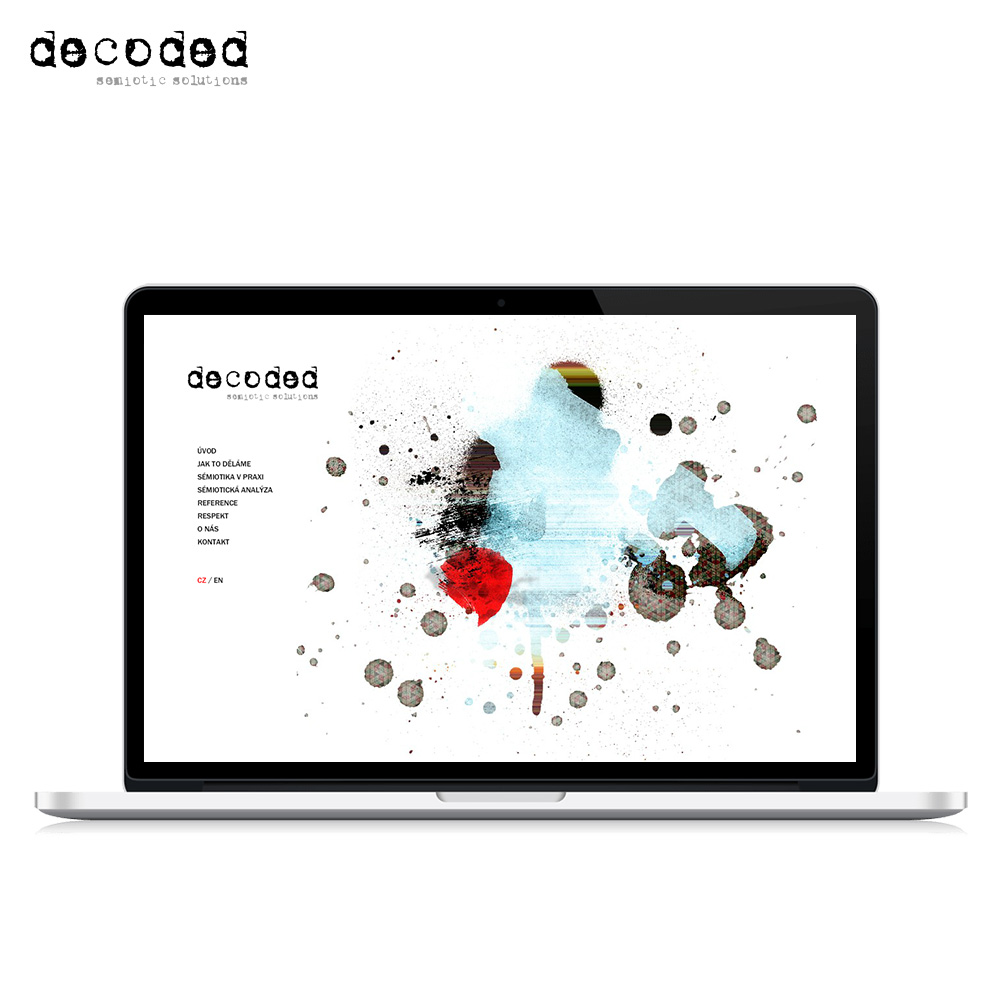 decoded
semiotic solutions
decoded
semiotic solutions
ÚVOD
JAK TO DĚLÁME
SÉMIOTIKA V PRAXI
SÉMIOTICKÁ ANALÝZA
REFERENCE
RESPEKT
O NÁS
KONTAKT
CZ / EN